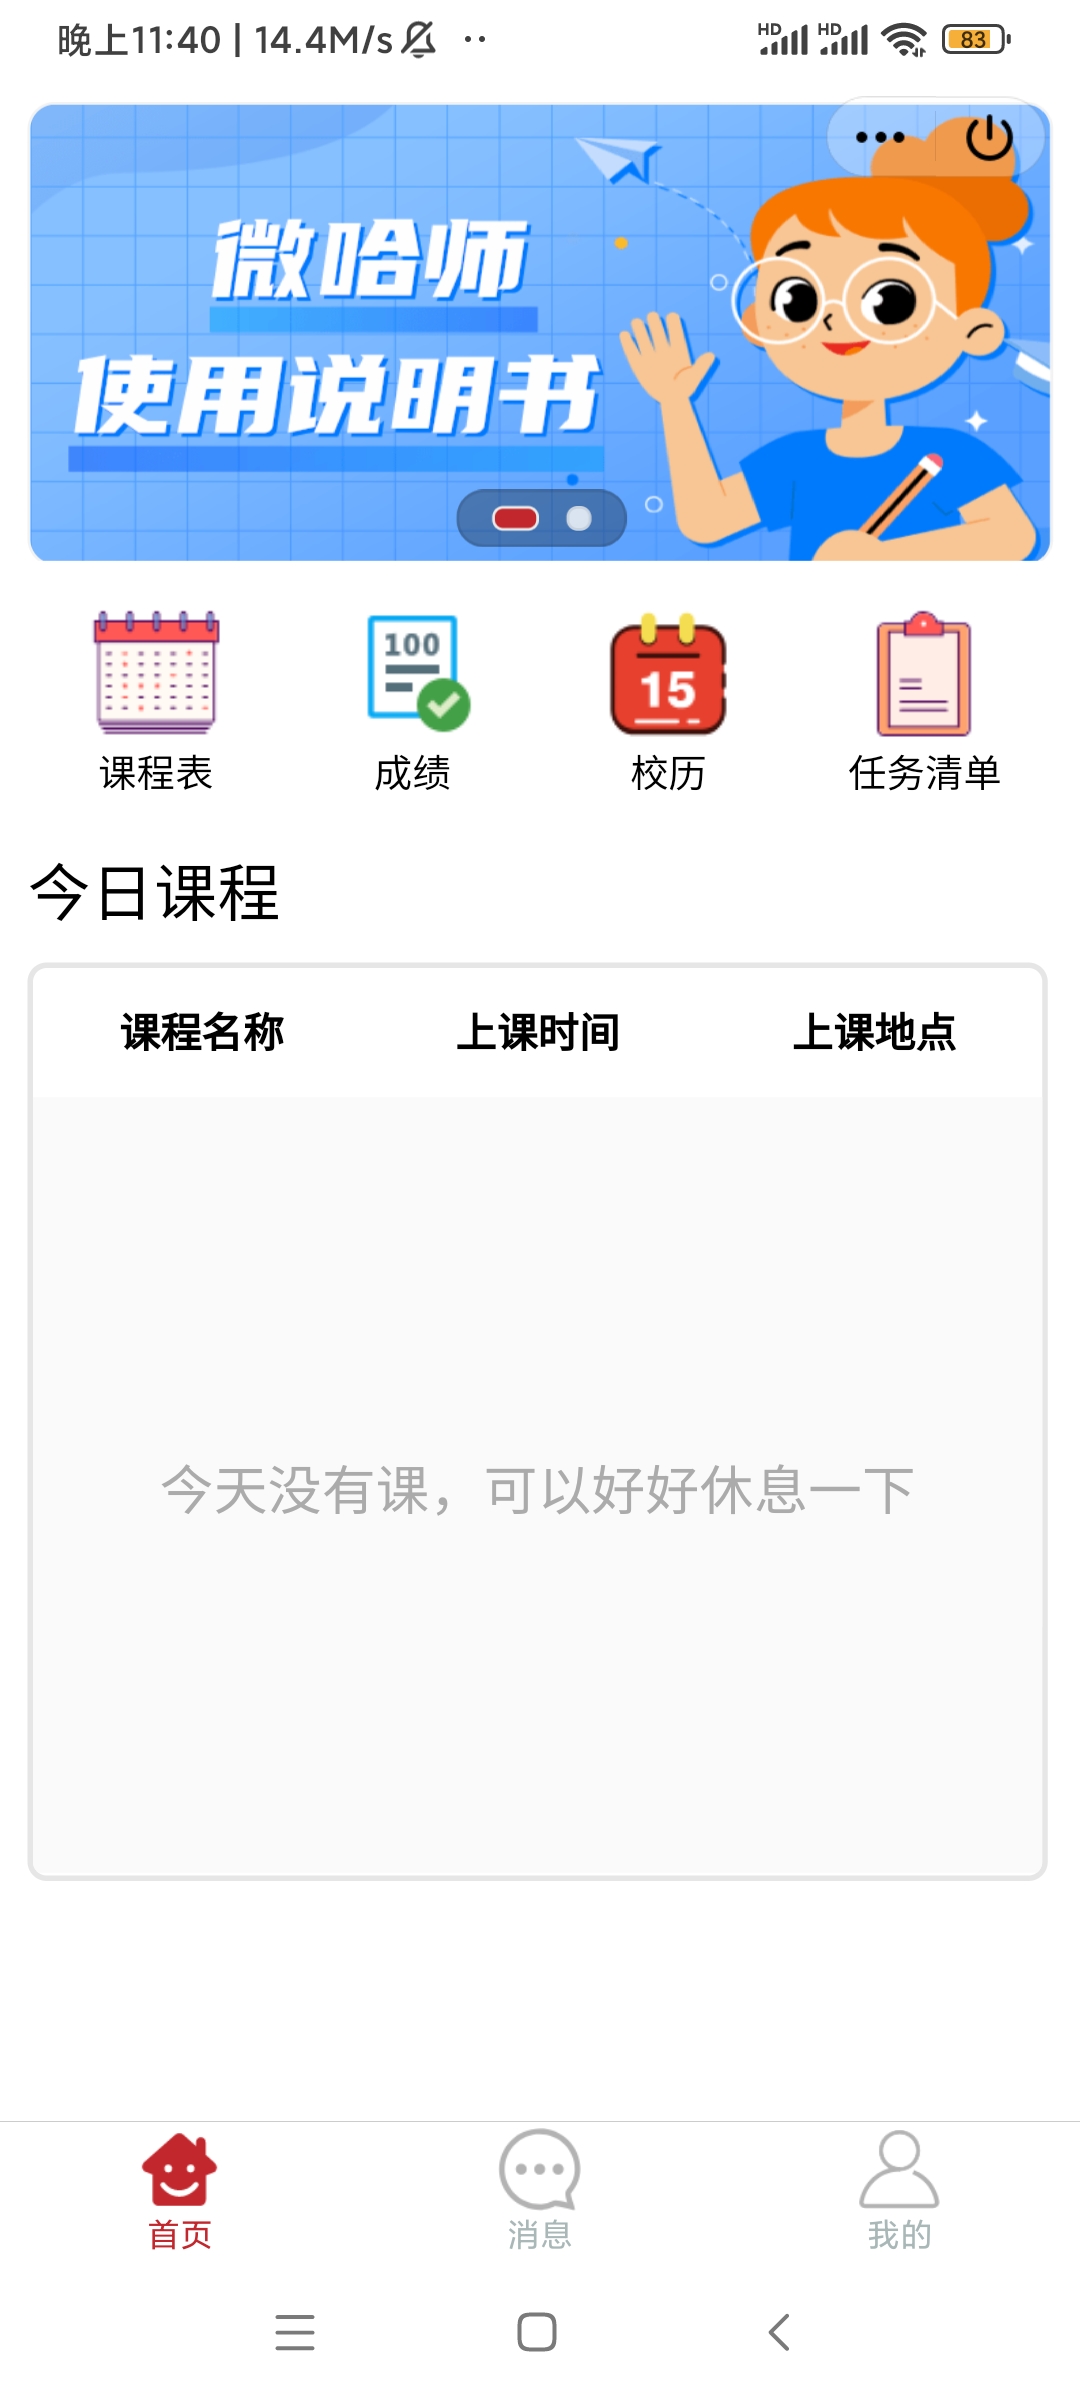 晚上11:40 | 14.4M/s ··
HD HD 83
微哈师
使用说明书
100
15
课程表 成绩 校历 任务清单
今日课程
课程名称 上课时间 上课地点
今天没有课，可以好好休息一下
首页 消息 我的